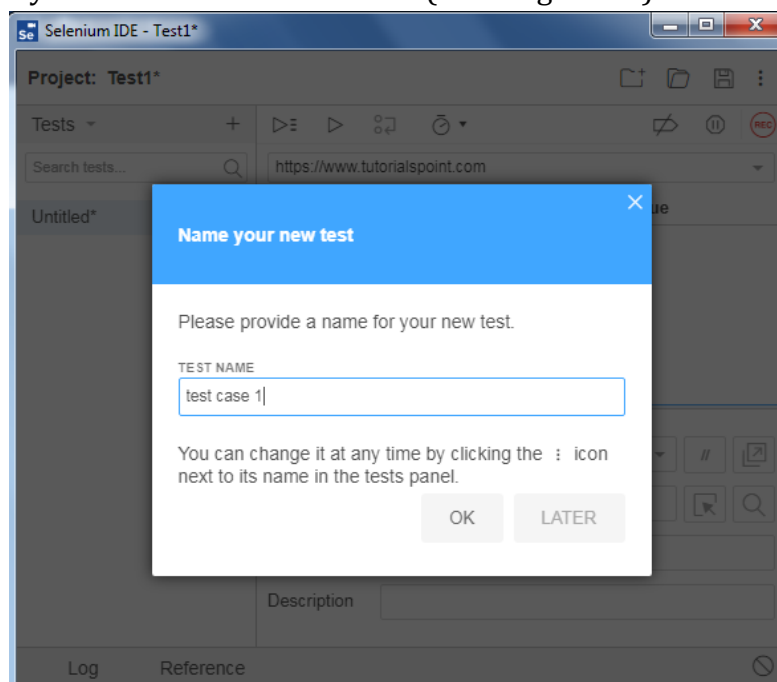 Se Selenium IDE - Test1*
Project: Test1*
Tests
Search tests...
https://www.tutorialspoint.com
REC
Untitled*
ue
Name your new test
Please provide a name for your new test.
TEST NAME
test case 1
You can change it at any time by clicking the ⋮ icon
next to its name in the tests panel.
//
OK LATER
Description
Log Reference